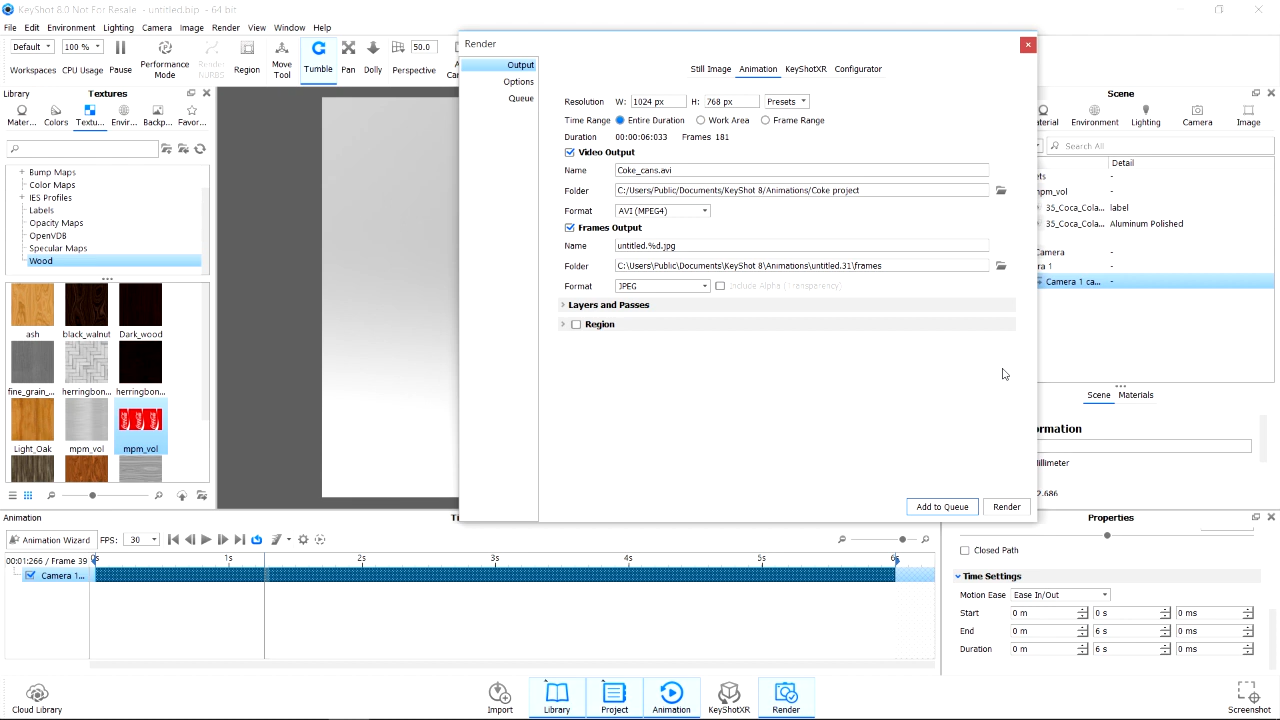 KeyShot 8.0 Not For Resale - untitled.bip - 64 bit
File Edit Environment Lighting Camera Image Render View Window Help
Default 100 % 50.0
Workspaces CPU Usage Pause Performance Mode Render NURBS Region Move Tool Tumble Pan Dolly Perspective
Library Textures
Mater... Colors Textu... Envir... Backp... Favor...
Bump Maps
Color Maps
IES Profiles
Labels
Opacity Maps
OpenVDB
Specular Maps
Wood
ash black_walnut Dark_wood
fine_grain_... herringbon... herringbon...
Light_Oak mpm_vol mpm_vol
Render
Output
Options
Queue
Still Image Animation KeyShotXR Configurator
Resolution W: 1024 px H: 768 px Presets
Time Range Entire Duration Work Area Frame Range
Duration 00:00:06:033 Frames 181
Video Output
Name Coke_cans.avi
Folder C:/Users/Public/Documents/KeyShot 8/Animations/Coke project
Format AVI (MPEG4)
Frames Output
Name untitled.%d.jpg
Folder C:\Users\Public\Documents\KeyShot 8\Animations\untitled.31\frames
Format JPEG Include Alpha (Transparency)
Layers and Passes
Region
Add to Queue Render
Scene
aterial Environment Lighting Camera Image
Search All
Detail
ets -
npm_vol -
35_Coca_Cola... label
35_Coca_Cola... Aluminum Polished
Camera -
ra 1 -
Camera 1 ca... -
Scene Materials
ormation
illimeter
2.686
Animation
Animation Wizard FPS: 30
00:01:266 / Frame 39 0s 1s 2s 3s 4s 5s 6s
Camera 1...
Properties
Closed Path
Time Settings
Motion Ease Ease In/Out
Start 0 m 0 s 0 ms
End 0 m 6 s 0 ms
Duration 0 m 6 s 0 ms
Cloud Library Import Library Project Animation KeyShotXR Render Screenshot